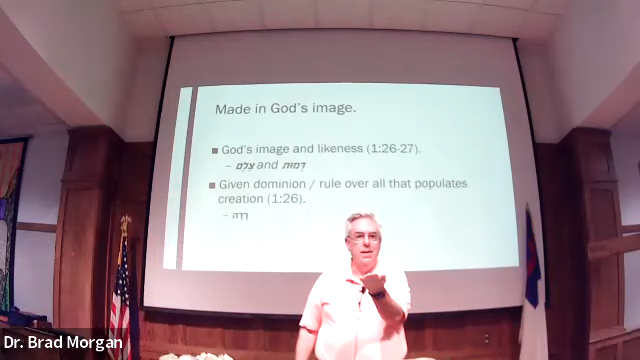 Made in God's image.
▪ God's image and likeness (1:26-27).
– צֶלֶם and דְּמוּת
▪ Given dominion / rule over all that populates
creation (1:26).
– רָדָה
Dr. Brad Morgan